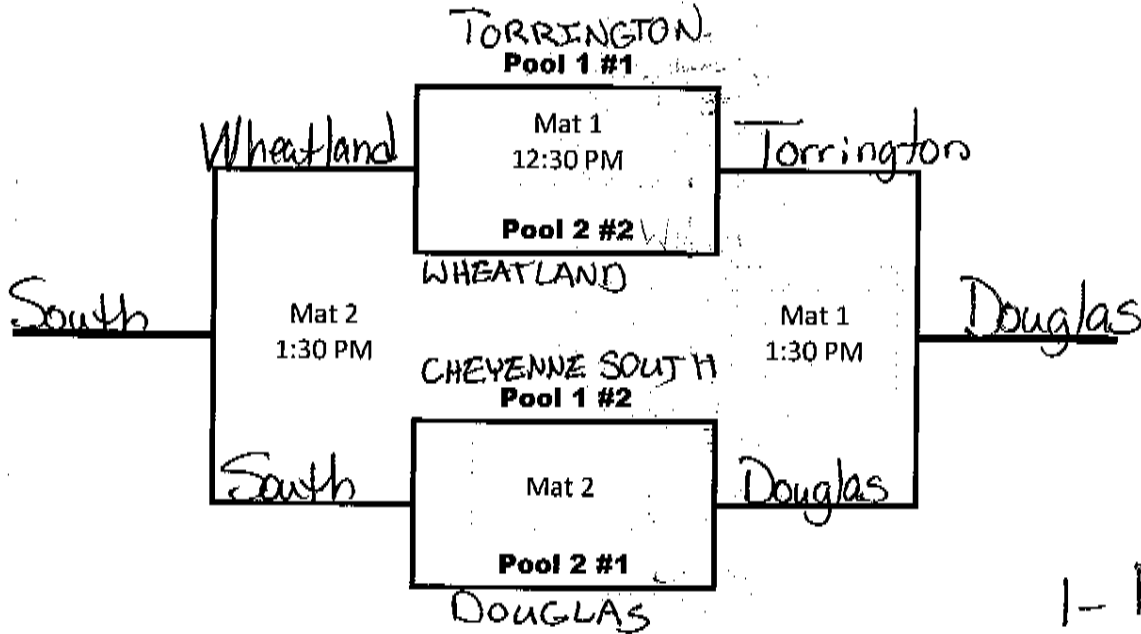 TORRINGTON
Pool 1 #1
Wheatland
Mat 1
12:30 PM
Torrington
Pool 2 #2
WHEATLAND
South
Mat 2
1:30 PM
Mat 1
1:30 PM
Douglas
CHEYENNE SOUTH
Pool 1 #2
South
Mat 2
Douglas
Pool 2 #1
DOUGLAS
1-